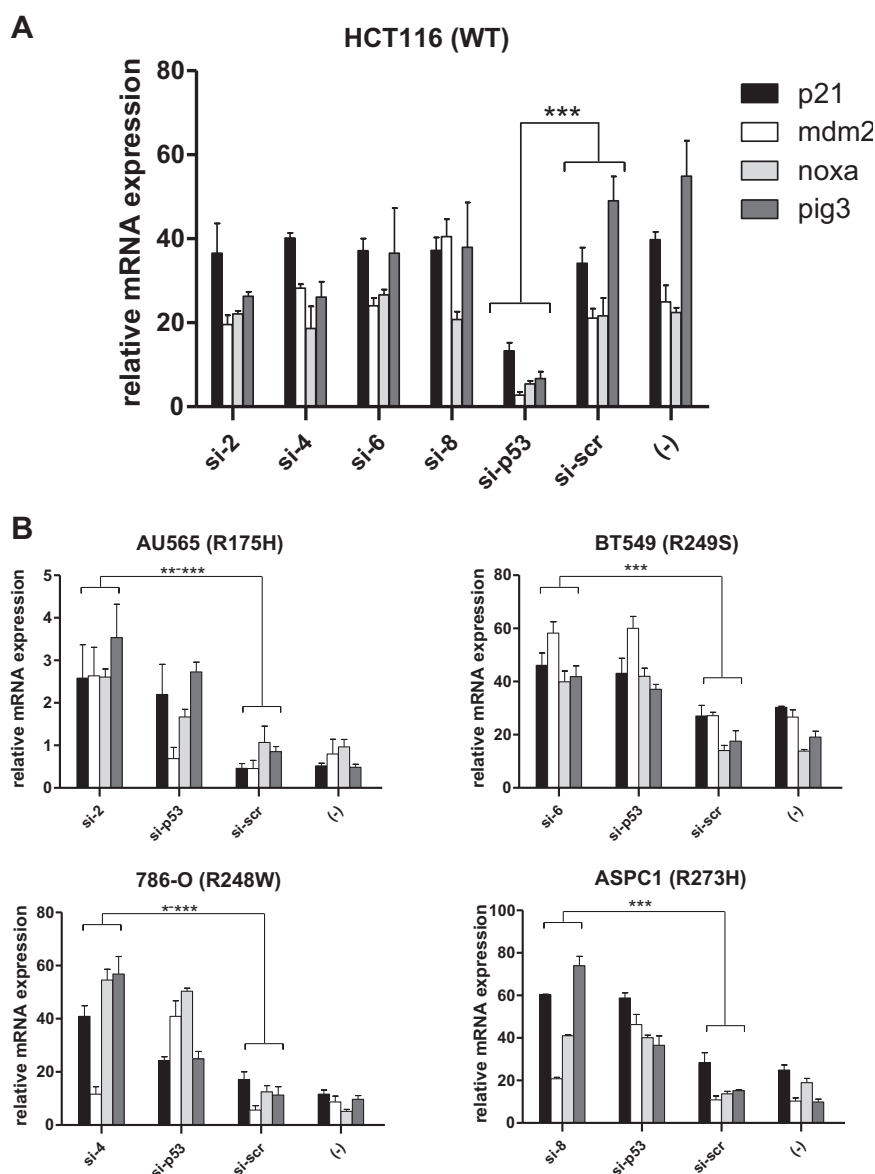 A
HCT116 (WT)
relative mRNA expression
80
60
40
20
0
***
p21
mdm2
noxa
pig3
si-2
si-4
si-6
si-8
si-p53
si-scr
(-)
B
AU565 (R175H)
relative mRNA expression
5
4
3
2
1
0
**-***
si-2
si-p53
si-scr
(-)
BT549 (R249S)
relative mRNA expression
80
60
40
20
0
***
si-6
si-p53
si-scr
(-)
786-O (R248W)
relative mRNA expression
80
60
40
20
0
*-***
si-4
si-p53
si-scr
(-)
ASPC1 (R273H)
relative mRNA expression
100
80
60
40
20
0
***
si-8
si-p53
si-scr
(-)